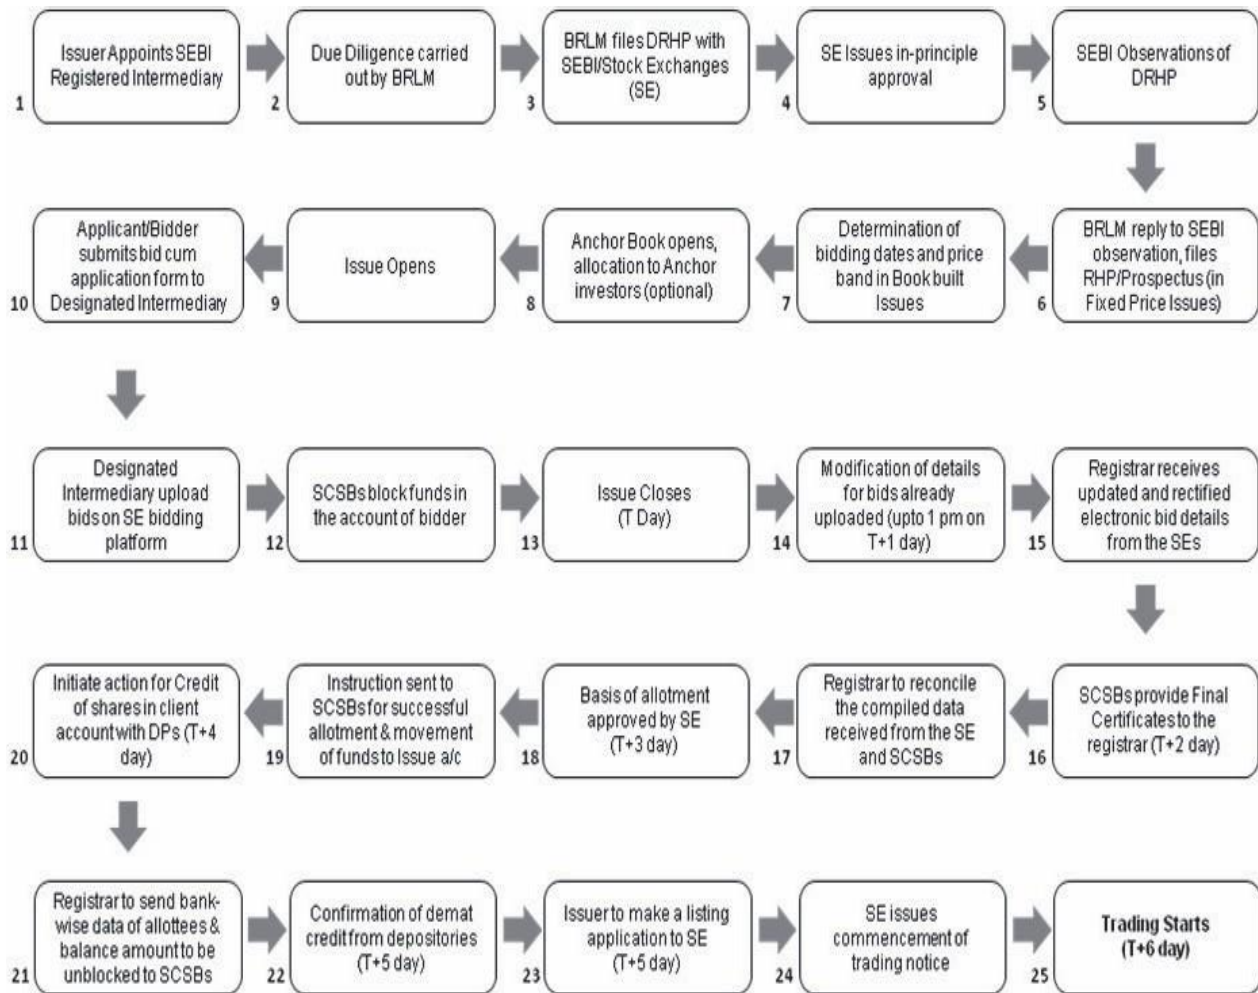 Issuer Appoints SEBI
Registered Intermediary
1
Due Diligence carried
out by BRLM
2
BRLM files DRHP with
SEBI/Stock Exchanges
(SE)
3
SE Issues in-principle
approval
4
SEBI Observations of
DRHP
5
BRLM reply to SEBI
observation, files
RHP/Prospectus (in
Fixed Price Issues)
6
Determination of
bidding dates and price
band in Book built
Issues
7
Anchor Book opens,
allocation to Anchor
investors (optional)
8
Issue Opens
9
Applicant/Bidder
submits bid cum
application form to
Designated Intermediary
10
Designated
Intermediary upload
bids on SE bidding
platform
11
SCSBs block funds in
the account of bidder
12
Issue Closes
(T Day)
13
Modification of details
for bids already
uploaded (upto 1 pm on
T+1 day)
14
Registrar receives
updated and rectified
electronic bid details
from the SEs
15
SCSBs provide Final
Certificates to the
registrar (T+2 day)
16
Registrar to reconcile
the compiled data
received from the SE
and SCSBs
17
Basis of allotment
approved by SE
(T+3 day)
18
Instruction sent to
SCSBs for successful
allotment & movement
of funds to Issue a/c
19
Initiate action for Credit
of shares in client
account with DPs (T+4
day)
20
Registrar to send bank-
wise data of allottees &
balance amount to be
unblocked to SCSBs
21
Confirmation of demat
credit from depositories
(T+5 day)
22
Issuer to make a listing
application to SE
(T+5 day)
23
SE issues
commencement of
trading notice
24
Trading Starts
(T+6 day)
25